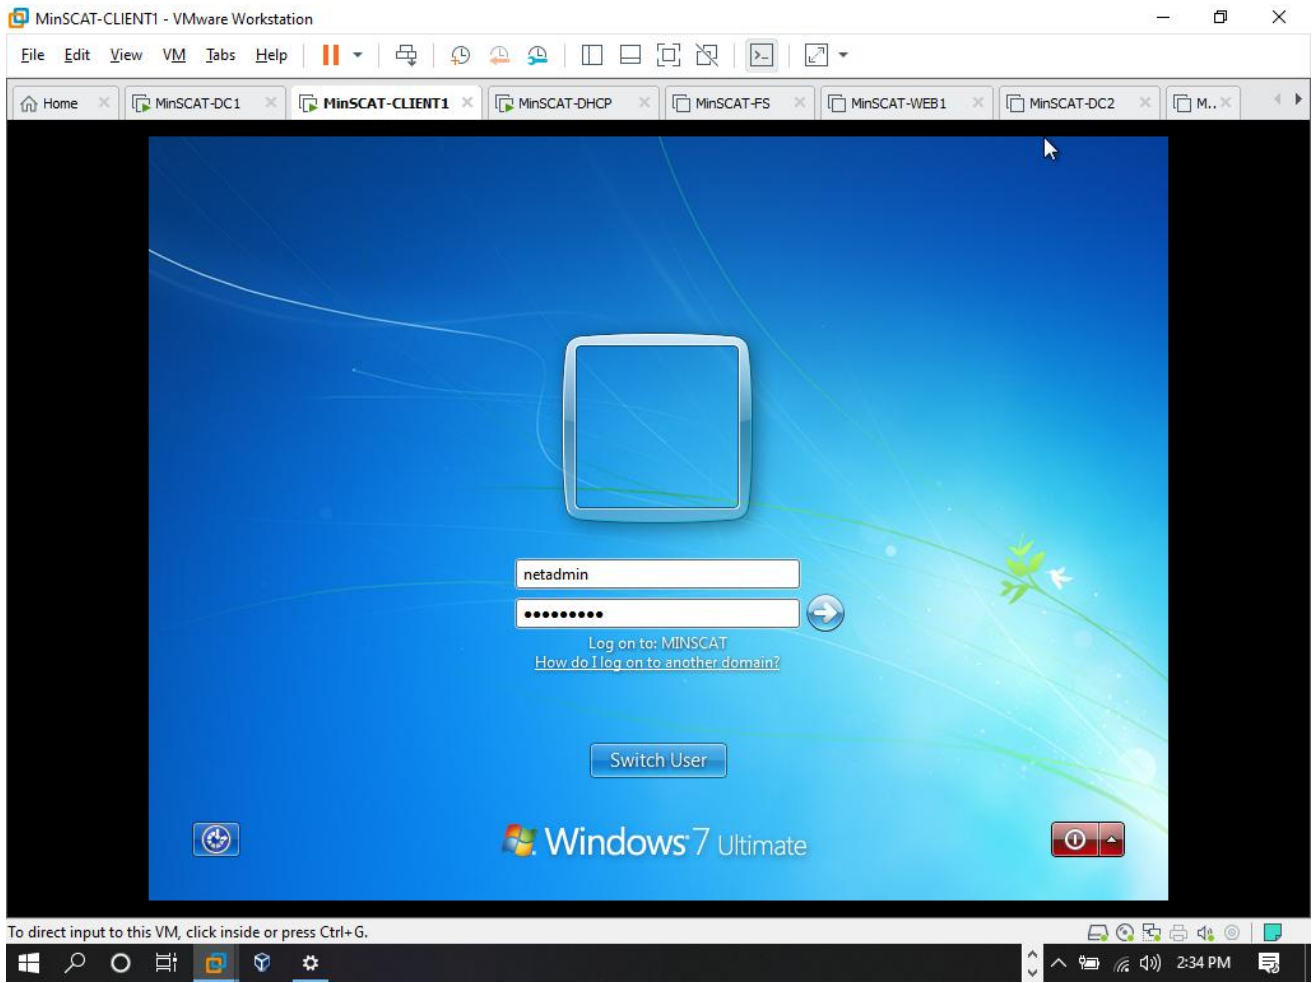 MinSCAT-CLIENT1 - VMware Workstation
File Edit View VM Tabs Help
Home MinSCAT-DC1 MinSCAT-CLIENT1 MinSCAT-DHCP MinSCAT-FS MinSCAT-WEB1 MinSCAT-DC2 M..
netadmin
Log on to: MINSCAT
How do I log on to another domain?
Switch User
Windows 7 Ultimate
To direct input to this VM, click inside or press Ctrl+G.
2:34 PM